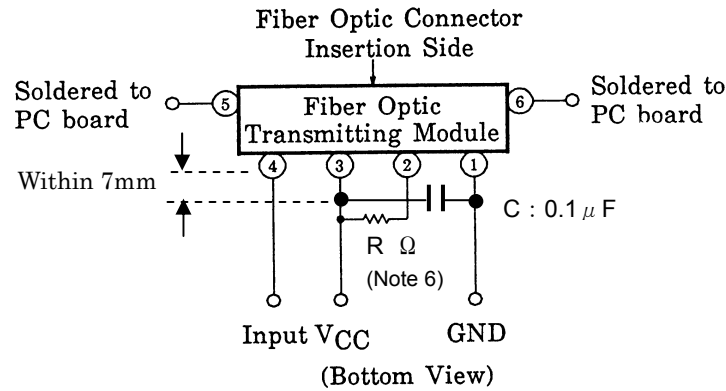 Fiber Optic Connector
Insertion Side
Soldered to
PC board
5
Fiber Optic
Transmitting Module
6
Soldered to
PC board
4
3
2
1
Within 7mm
C : 0.1 μ F
R Ω
(Note 6)
Input
VCC
GND
(Bottom View)